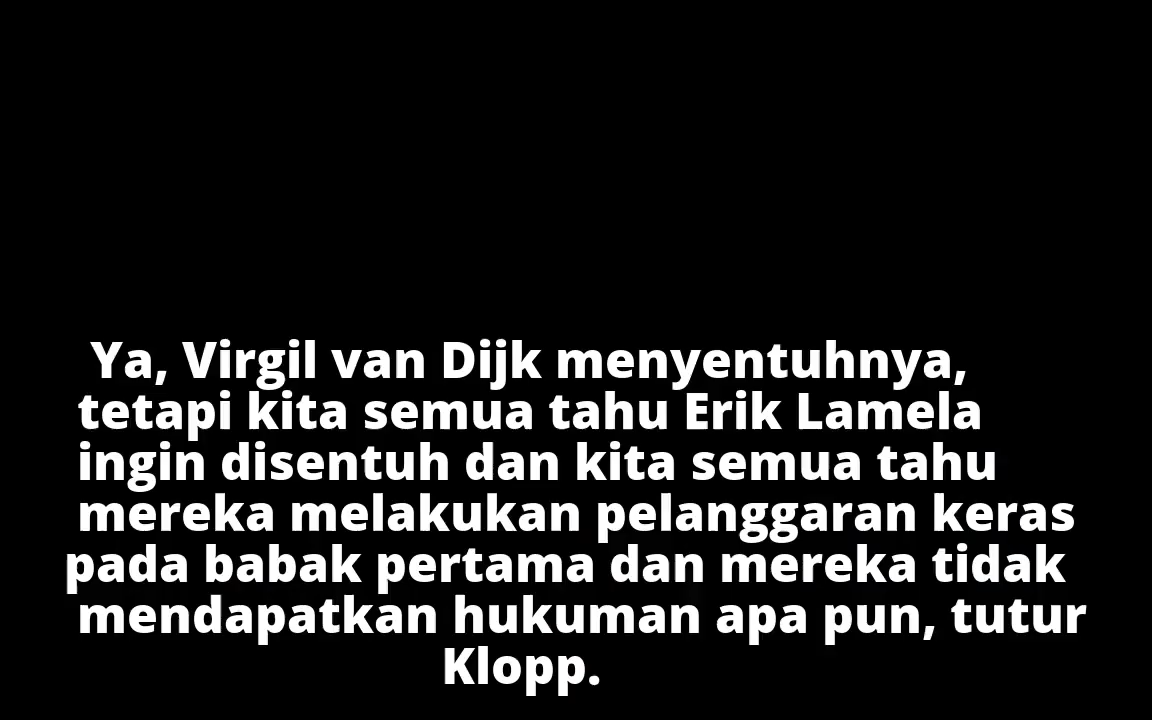 Ya, Virgil van Dijk menyentuhnya,
tetapi kita semua tahu Erik Lamela
ingin disentuh dan kita semua tahu
mereka melakukan pelanggaran keras
pada babak pertama dan mereka tidak
mendapatkan hukuman apa pun, tutur
Klopp.